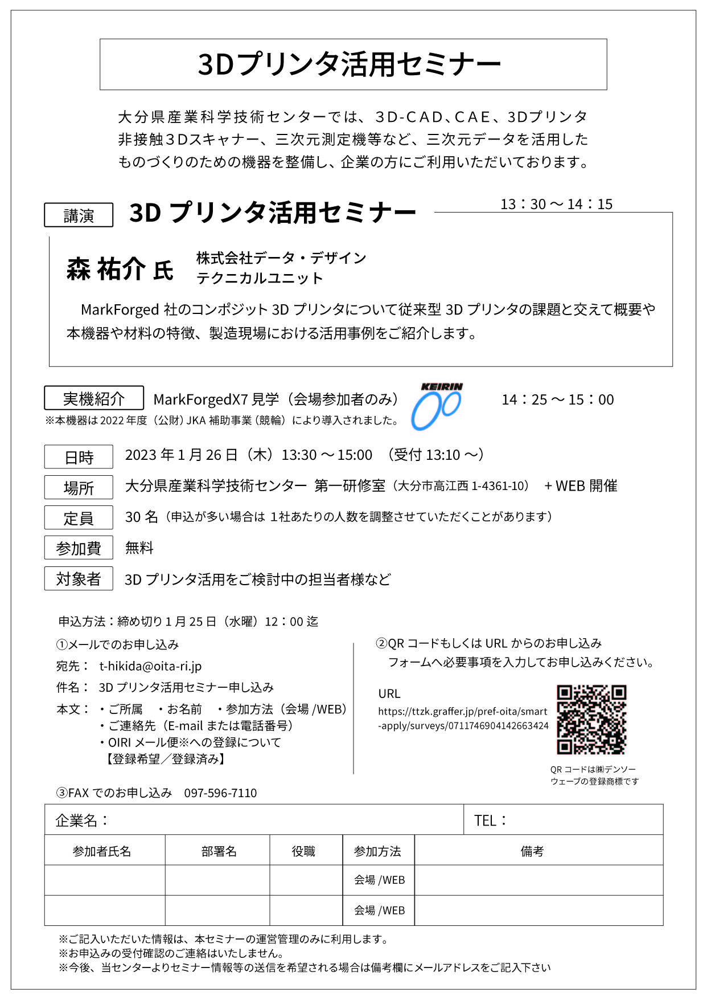 3Dプリンタ活用セミナー
大分県産業科学技術センターでは、3D-CAD、CAE、3Dプリンタ
非接触3Dスキャナー、三次元測定機等など、三次元データを活用した
ものづくりのための機器を整備し、企業の方にご利用いただいております。
講演 3D プリンタ活用セミナー 13：30 ～ 14：15
森 祐介 氏 株式会社データ・デザイン
テクニカルユニット
MarkForged 社のコンポジット 3D プリンタについて従来型 3D プリンタの課題と交えて概要や
本機器や材料の特徴、製造現場における活用事例をご紹介します。
実機紹介 MarkForgedX7 見学（会場参加者のみ） KEIRIN 14：25 ～ 15：00
※本機器は 2022 年度（公財）JKA 補助事業（競輪）により導入されました。
日時 2023 年 1 月 26 日（木）13:30 ～ 15:00 （受付 13:10 ～）
場所 大分県産業科学技術センター 第一研修室（大分市高江西 1-4361-10） + WEB 開催
定員 30 名（申込が多い場合は 1社あたりの人数を調整させていただくことがあります）
参加費 無料
対象者 3D プリンタ活用をご検討中の担当者様など
申込方法：締め切り 1 月 25 日（水曜）12：00 迄
①メールでのお申し込み
宛先： t-hikida@oita-ri.jp
件名： 3D プリンタ活用セミナー申し込み
本文： ・ご所属 ・お名前 ・参加方法（会場 /WEB）
・ご連絡先（E-mail または電話番号）
・OIRI メール便※への登録について
【登録希望／登録済み】
②QR コードもしくは URL からのお申し込み
フォームへ必要事項を入力してお申し込みください。
URL
https://ttzk.graffer.jp/pref-oita/smart
-apply/surveys/0711746904142663424
QR コードは㈱デンソー
ウェーブの登録商標です
③FAX でのお申し込み 097-596-7110
企業名： TEL：
参加者氏名 部署名 役職 参加方法 備考
会場 /WEB
会場 /WEB
※ご記入いただいた情報は、本セミナーの運営管理のみに利用します。
※お申込みの受付確認のご連絡はいたしません。
※今後、当センターよりセミナー情報等の送信を希望される場合は備考欄にメールアドレスをご記入下さい